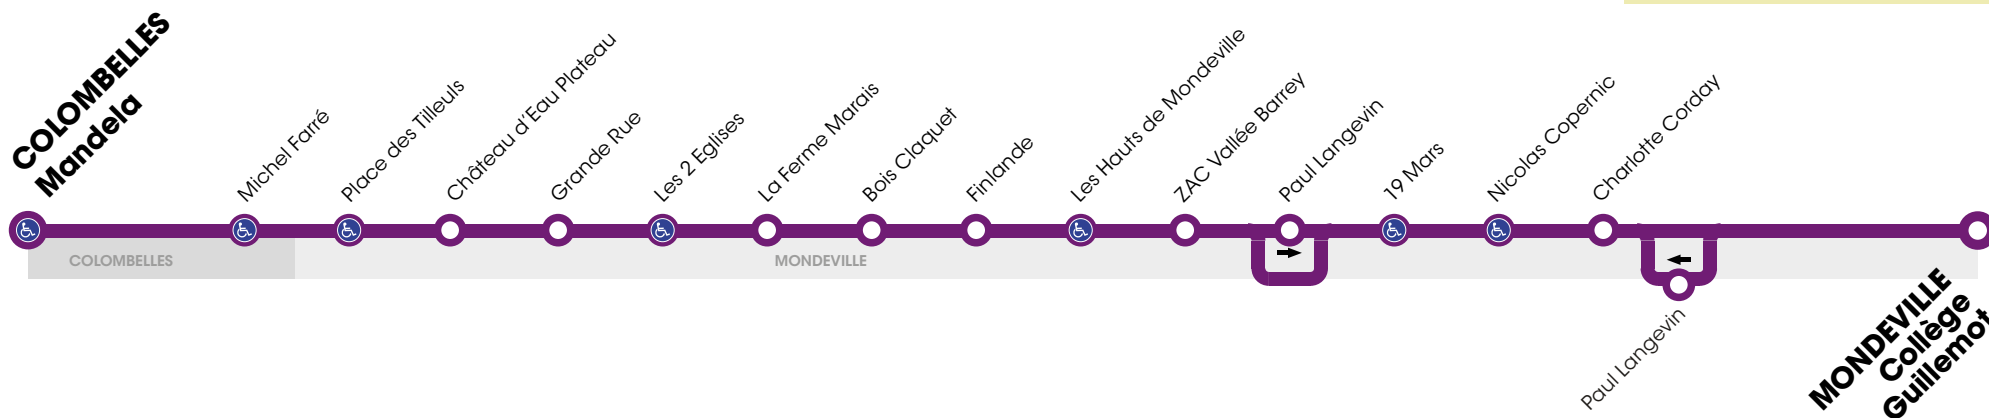 COLOMBELLES
Mandela
Michel Farré
Place des Tilleuls
Château d'Eau Plateau
Grande Rue
Les 2 Eglises
La Ferme Marais
Bois Claquet
Finlande
Les Hauts de Mondeville
ZAC Vallée Barrey
Paul Langevin
19 Mars
Nicolas Copernic
Charlotte Corday
COLOMBELLES
MONDEVILLE
Paul Langevin
MONDEVILLE
Collège
Guillemot